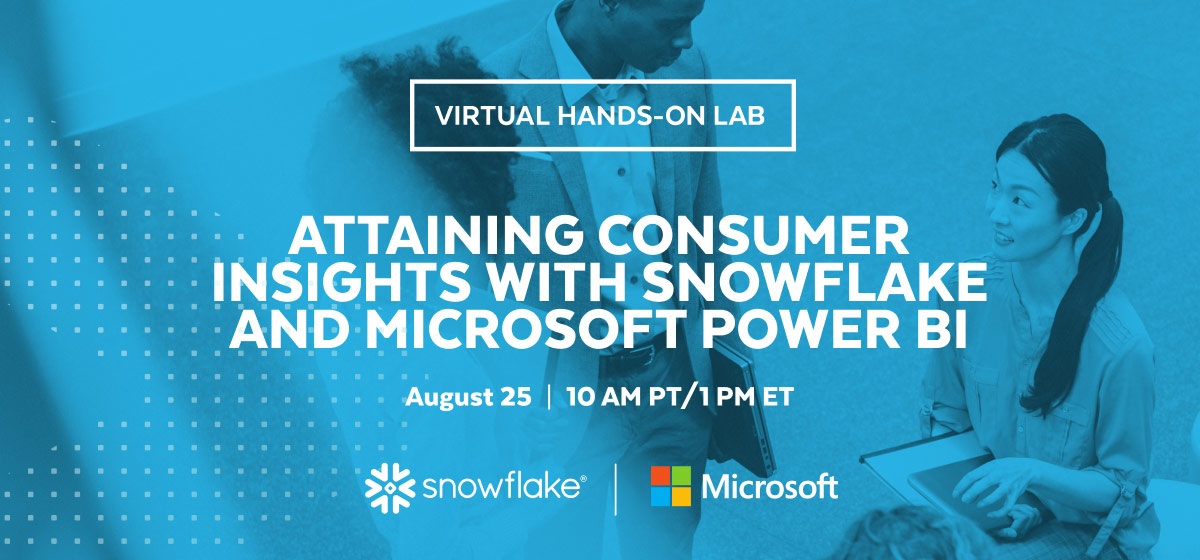 VIRTUAL HANDS-ON LAB
ATTAINING CONSUMER
INSIGHTS WITH SNOWFLAKE
AND MICROSOFT POWER BI
August 25 | 10 AM PT/1 PM ET
snowflake® | Microsoft